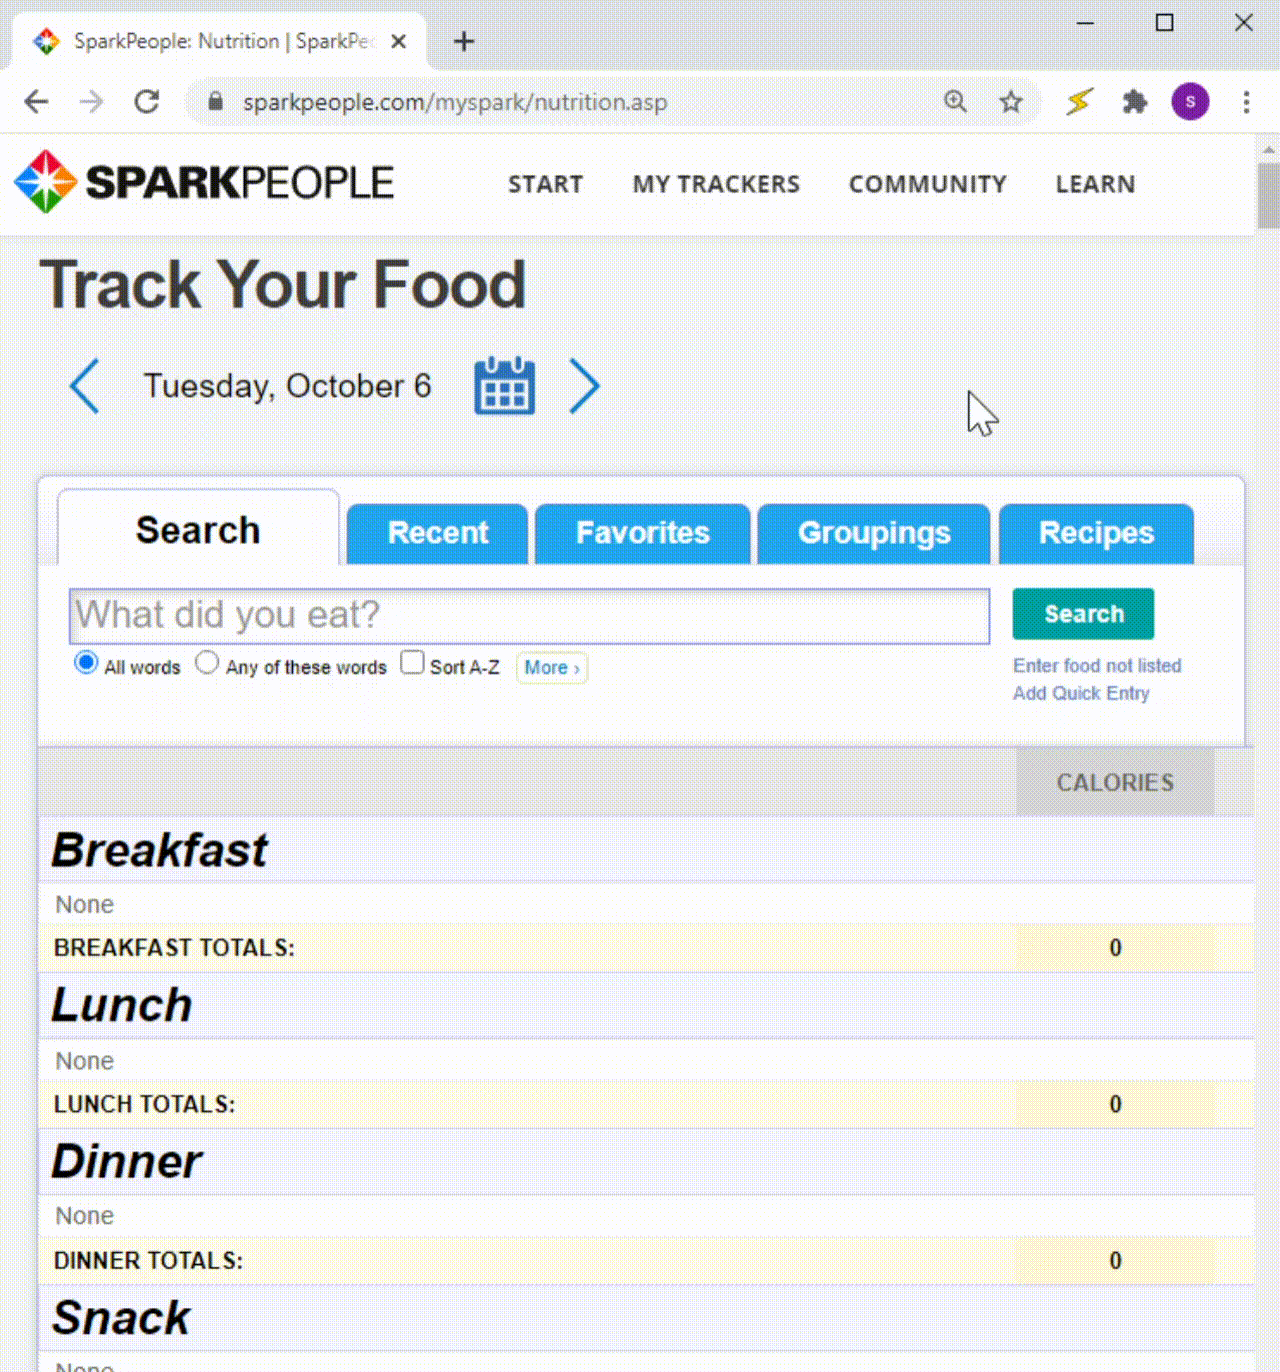 SparkPeople: Nutrition | SparkPe
sparkpeople.com/myspark/nutrition.asp
S
SPARKPEOPLE
START MY TRACKERS COMMUNITY LEARN
Track Your Food
Tuesday, October 6
Search Recent Favorites Groupings Recipes
What did you eat? Search
All words Any of these words Sort A-Z More ›
Enter food not listed
Add Quick Entry
CALORIES
Breakfast
None
BREAKFAST TOTALS: 0
Lunch
None
LUNCH TOTALS: 0
Dinner
None
DINNER TOTALS: 0
Snack
None